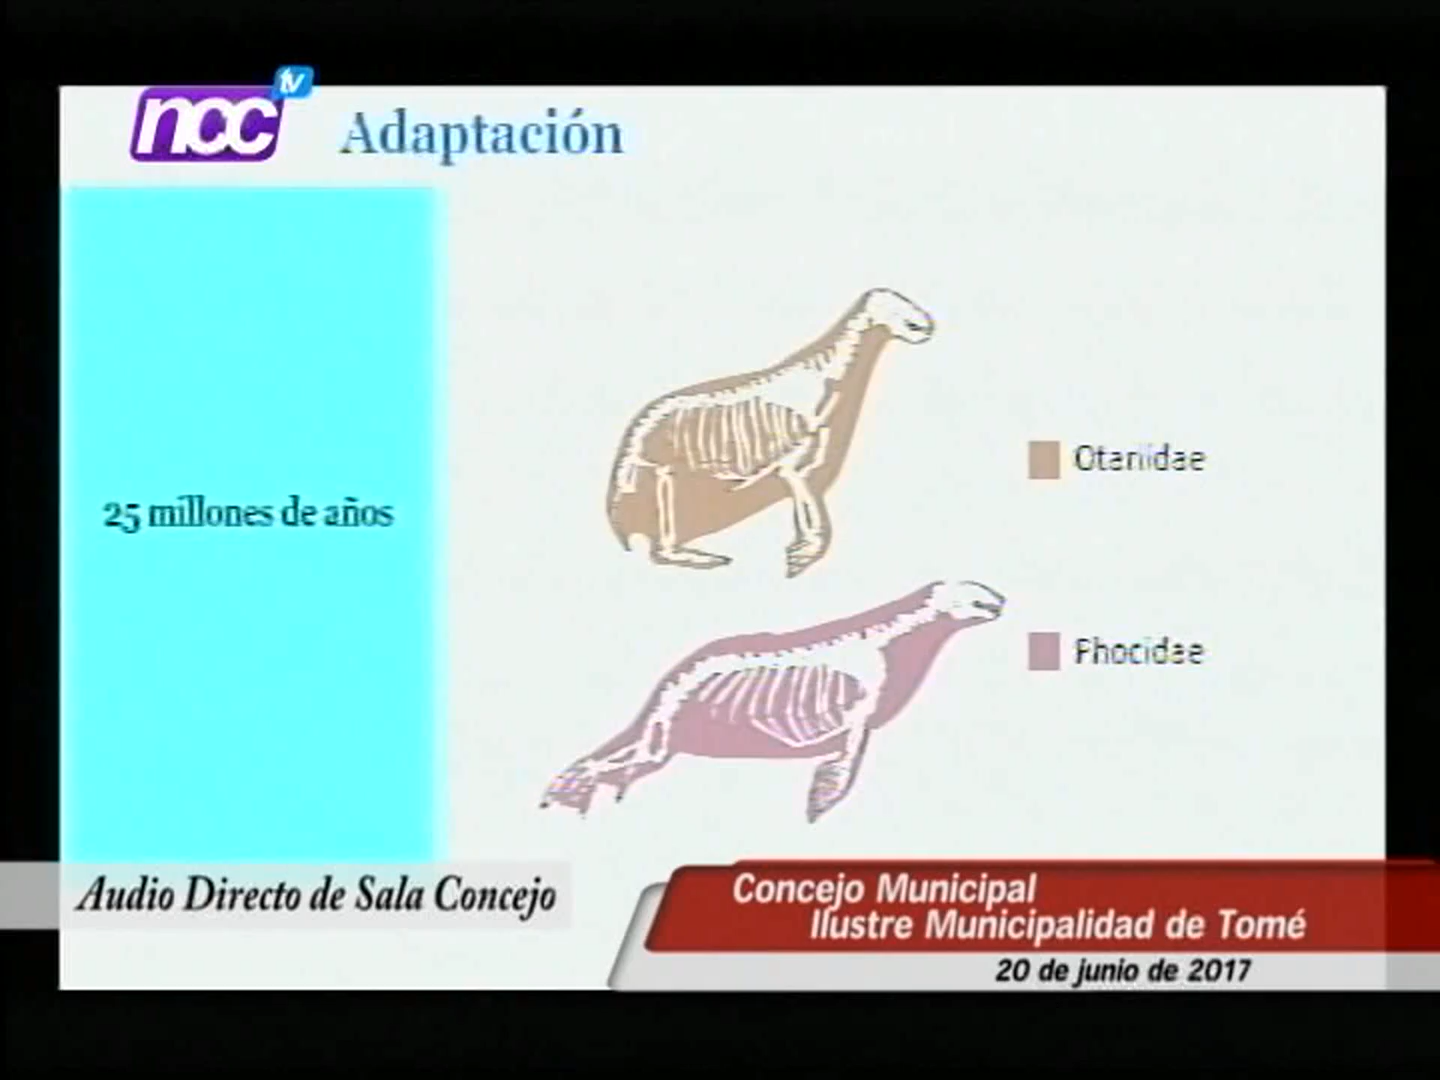 ncc tv
Adaptación
25 millones de años
Otariidae
Phocidae
Audio Directo de Sala Concejo
Concejo Municipal
Ilustre Municipalidad de Tomé
20 de junio de 2017